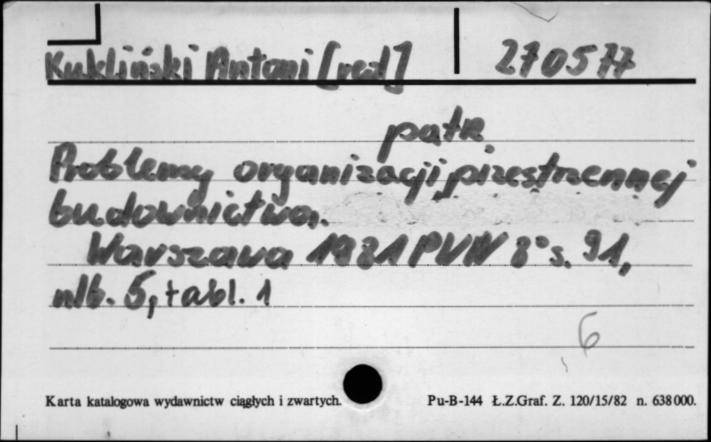 Kukliński Antoni [red] 270577
patrz
Problemy organizacji przestrzennej
budownictwa.
Warszawa 1981 PWN 8° s. 91,
nlb. 5, tabl. 1
6
Karta katalogowa wydawnictw ciągłych i zwartych. Pu-B-144 Ł.Z.Graf. Z. 120/15/82 n. 638000.